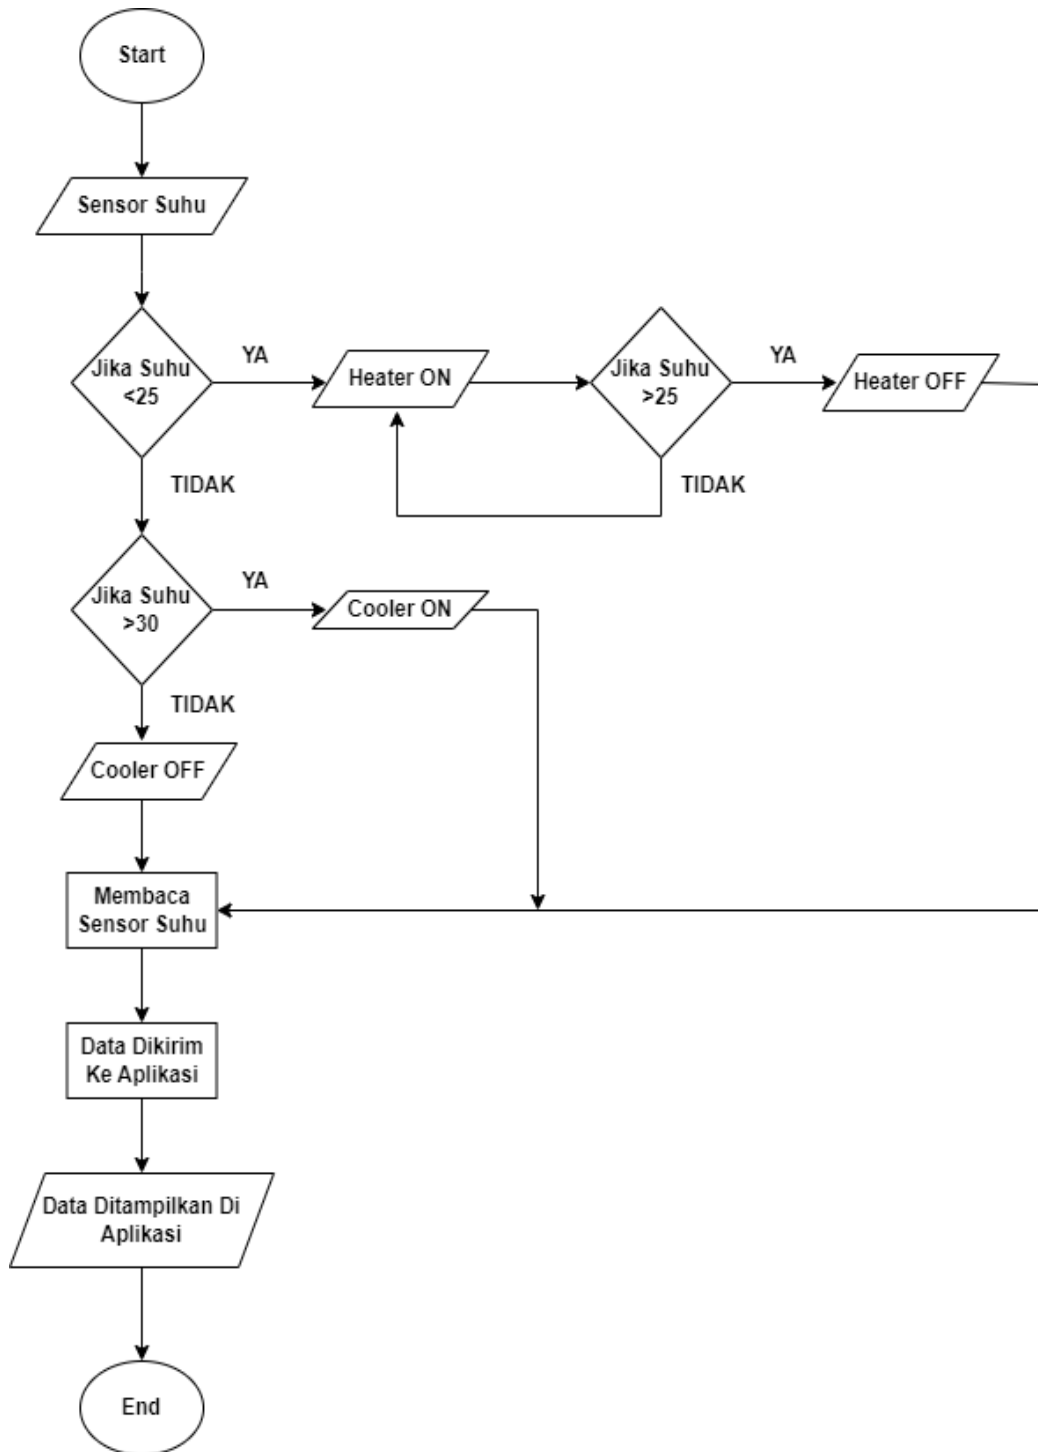 Start
Sensor Suhu
Jika Suhu
<25
YA
Heater ON
Jika Suhu
>25
YA
Heater OFF
TIDAK
TIDAK
Jika Suhu
>30
YA
Cooler ON
TIDAK
Cooler OFF
Membaca
Sensor Suhu
Data Dikirim
Ke Aplikasi
Data Ditampilkan Di
Aplikasi
End